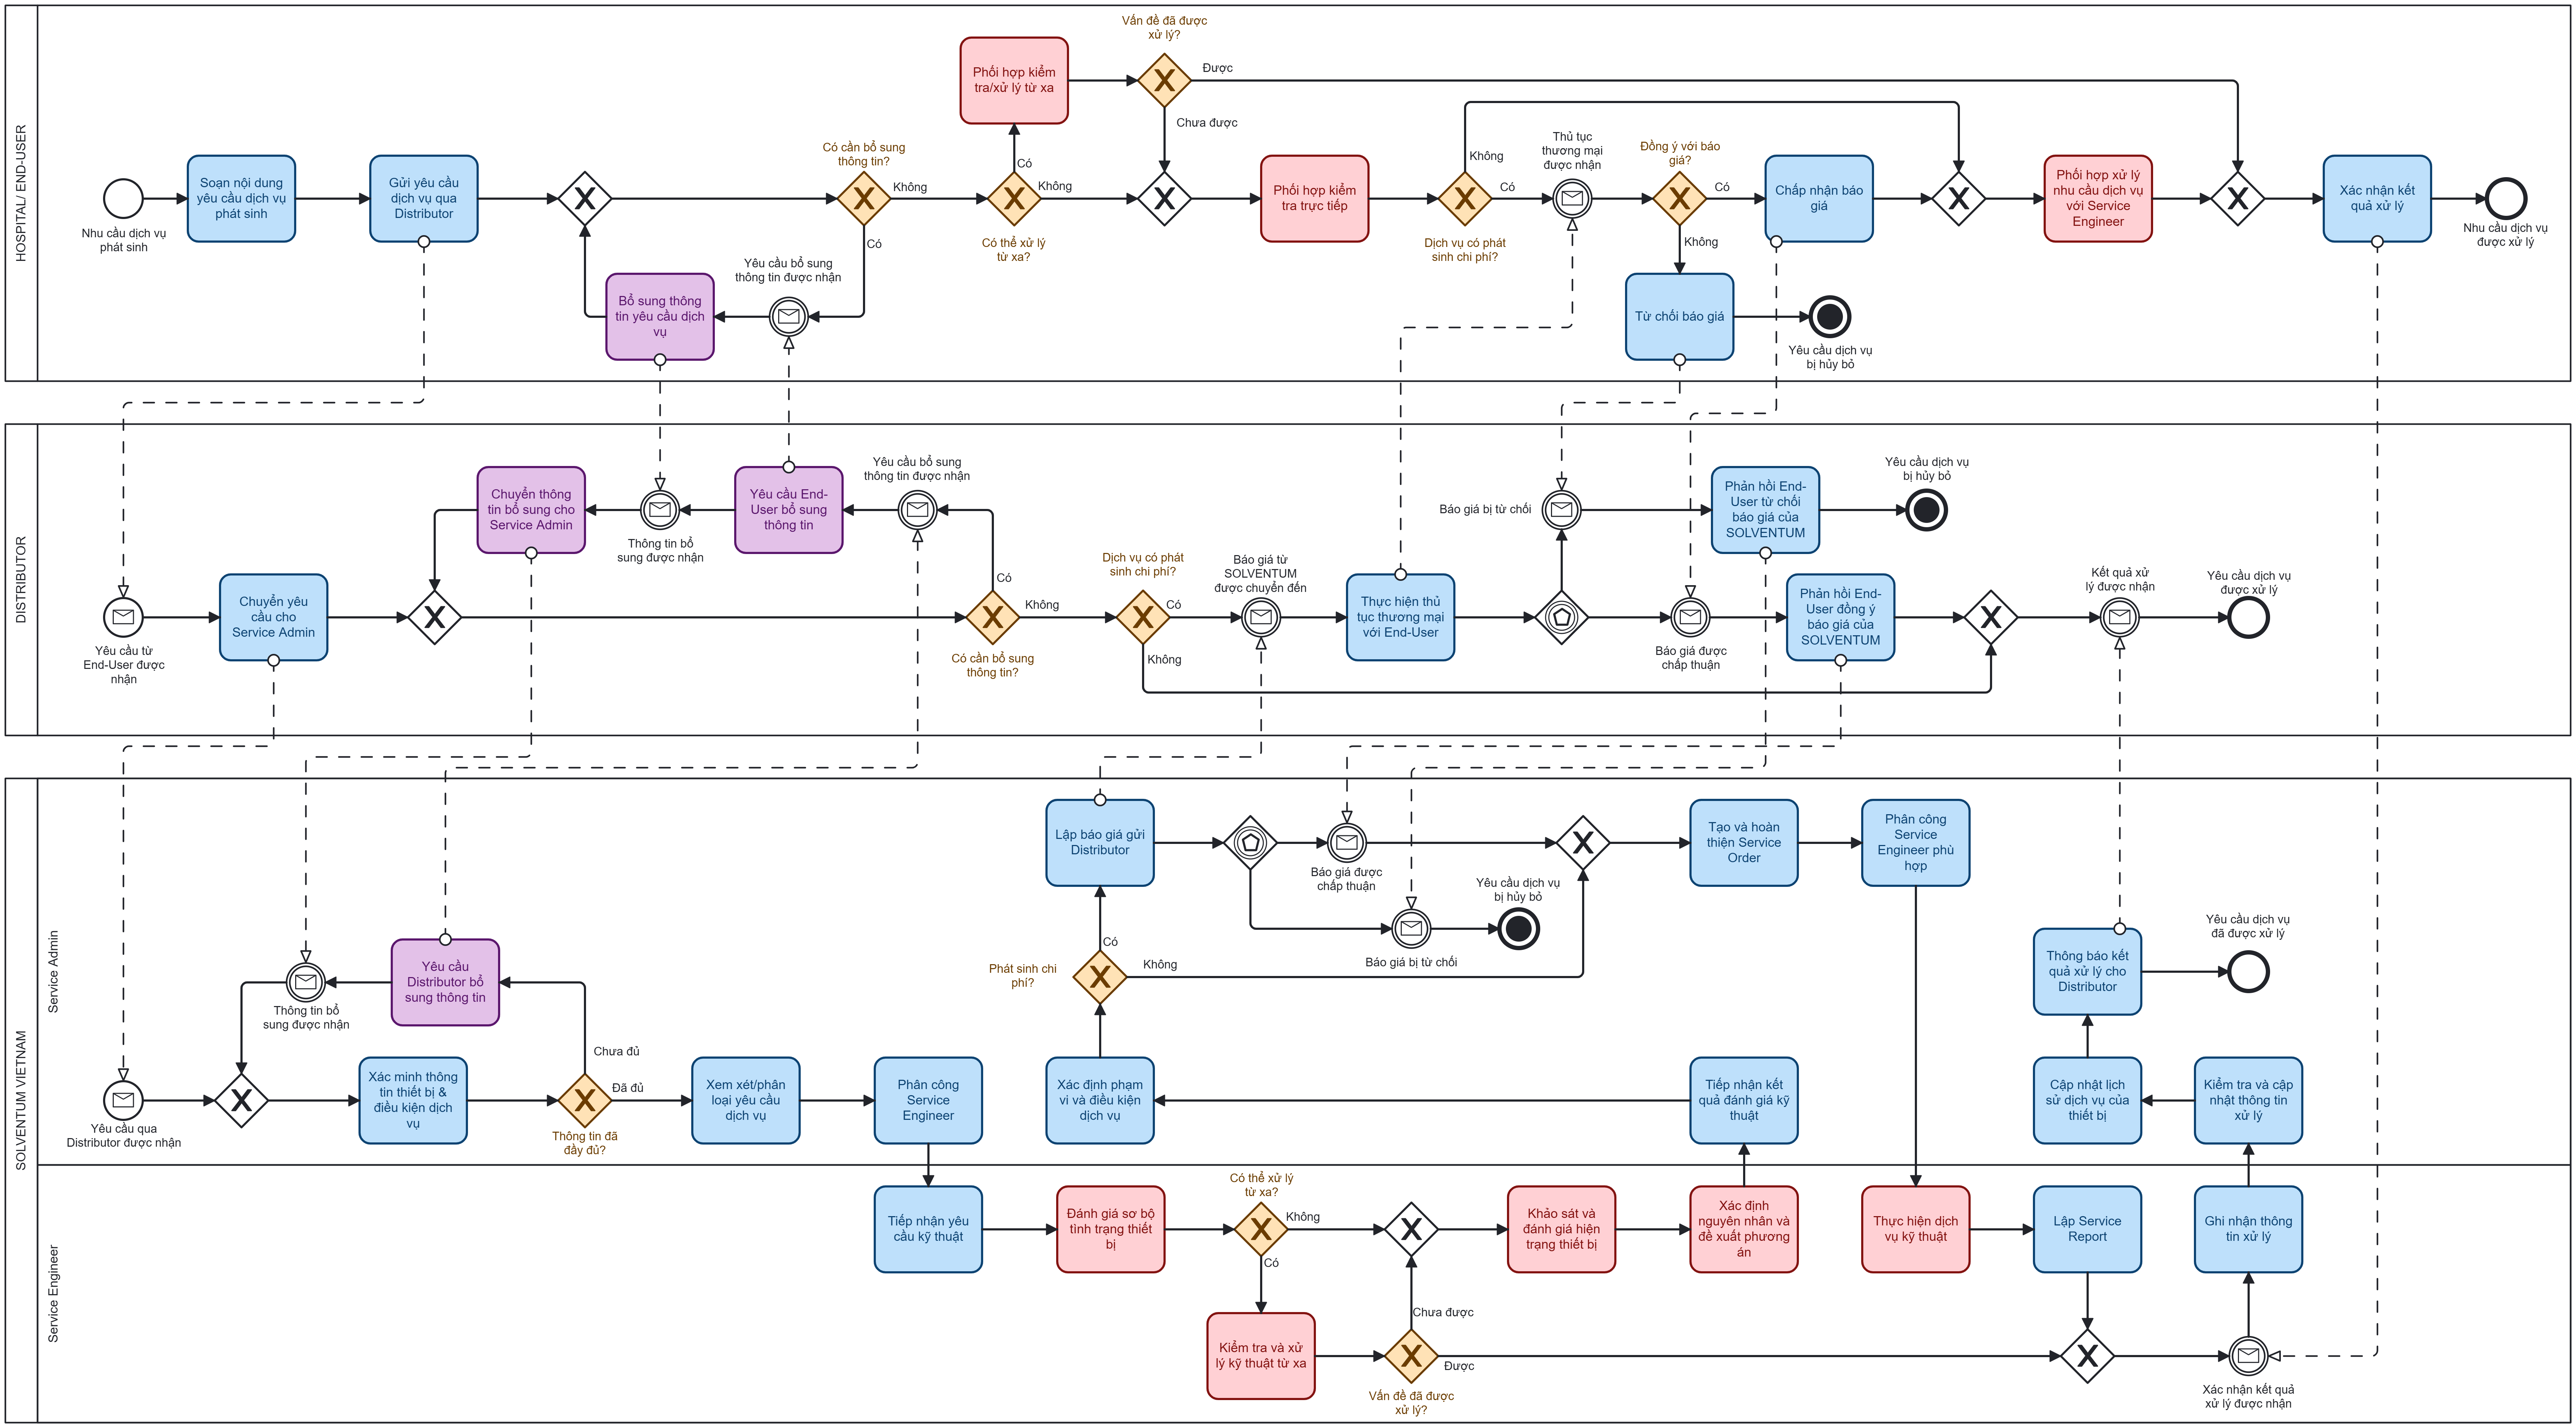 HOSPITAL/ END-USER
Nhu cầu dịch vụ
phát sinh
Soạn nội dung
yêu cầu dịch vụ
phát sinh
Gửi yêu cầu
dịch vụ qua
Distributor
Bổ sung thông
tin yêu cầu dịch
vụ
Yêu cầu bổ sung
thông tin được nhận
Có cần bổ sung
thông tin?
Không
Có
Phối hợp kiểm
tra/xử lý từ xa
Có
Không
Có thể xử lý
từ xa?
Vấn đề đã được
xử lý?
Được
Chưa được
Phối hợp kiểm
tra trực tiếp
Không
Có
Dịch vụ có phát
sinh chi phí?
Thủ tục
thương mại
được nhận
Đồng ý với báo
giá?
Có
Không
Từ chối báo giá
Yêu cầu dịch vụ
bị hủy bỏ
Chấp nhận báo
giá
Phối hợp xử lý
nhu cầu dịch vụ
với Service
Engineer
Xác nhận kết
quả xử lý
Nhu cầu dịch vụ
được xử lý
DISTRIBUTOR
Yêu cầu từ
End-User được
nhận
Chuyển yêu
cầu cho
Service Admin
Chuyển thông
tin bổ sung cho
Service Admin
Thông tin bổ
sung được nhận
Yêu cầu End-
User bổ sung
thông tin
Yêu cầu bổ sung
thông tin được nhận
Có
Không
Có cần bổ sung
thông tin?
Dịch vụ có phát
sinh chi phí?
Có
Không
Báo giá từ
SOLVENTUM
được chuyển đến
Thực hiện thủ
tục thương mại
với End-User
Báo giá bị từ chối
Phản hồi End-
User từ chối
báo giá của
SOLVENTUM
Yêu cầu dịch vụ
bị hủy bỏ
Báo giá được
chấp thuận
Phản hồi End-
User đồng ý
báo giá của
SOLVENTUM
Kết quả xử
lý được nhận
Yêu cầu dịch vụ
được xử lý
SOLVENTUM VIETNAM
Service Admin
Yêu cầu qua
Distributor được nhận
Thông tin bổ
sung được nhận
Yêu cầu
Distributor bổ
sung thông tin
Xác minh thông
tin thiết bị &
điều kiện dịch
vụ
Chưa đủ
Đã đủ
Thông tin đã
đầy đủ?
Xem xét/phân
loại yêu cầu
dịch vụ
Phân công
Service
Engineer
Xác định phạm
vi và điều kiện
dịch vụ
Phát sinh chi
phí?
Có
Không
Lập báo giá gửi
Distributor
Báo giá được
chấp thuận
Báo giá bị từ chối
Yêu cầu dịch vụ
bị hủy bỏ
Tạo và hoàn
thiện Service
Order
Phân công
Service
Engineer phù
hợp
Tiếp nhận kết
quả đánh giá kỹ
thuật
Thông báo kết
quả xử lý cho
Distributor
Yêu cầu dịch vụ
đã được xử lý
Cập nhật lịch
sử dịch vụ của
thiết bị
Kiểm tra và cập
nhật thông tin
xử lý
Service Engineer
Tiếp nhận yêu
cầu kỹ thuật
Đánh giá sơ bộ
tình trạng thiết
bị
Có thể xử lý
từ xa?
Không
Có
Kiểm tra và xử
lý kỹ thuật từ xa
Chưa được
Được
Vấn đề đã được
xử lý?
Khảo sát và
đánh giá hiện
trạng thiết bị
Xác định
nguyên nhân và
đề xuất phương
án
Thực hiện dịch
vụ kỹ thuật
Lập Service
Report
Ghi nhận thông
tin xử lý
Xác nhận kết quả
xử lý được nhận